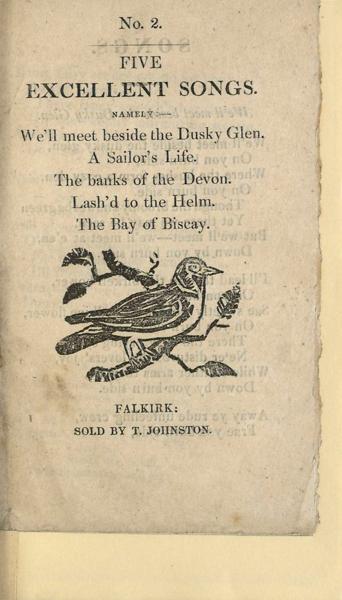 No. 2.
FIVE
EXCELLENT SONGS.
NAMELY:—
We'll meet beside the Dusky Glen.
A Sailor's Life.
The banks of the Devon.
Lash'd to the Helm.
The Bay of Biscay.
FALKIRK:
SOLD BY T. JOHNSTON.